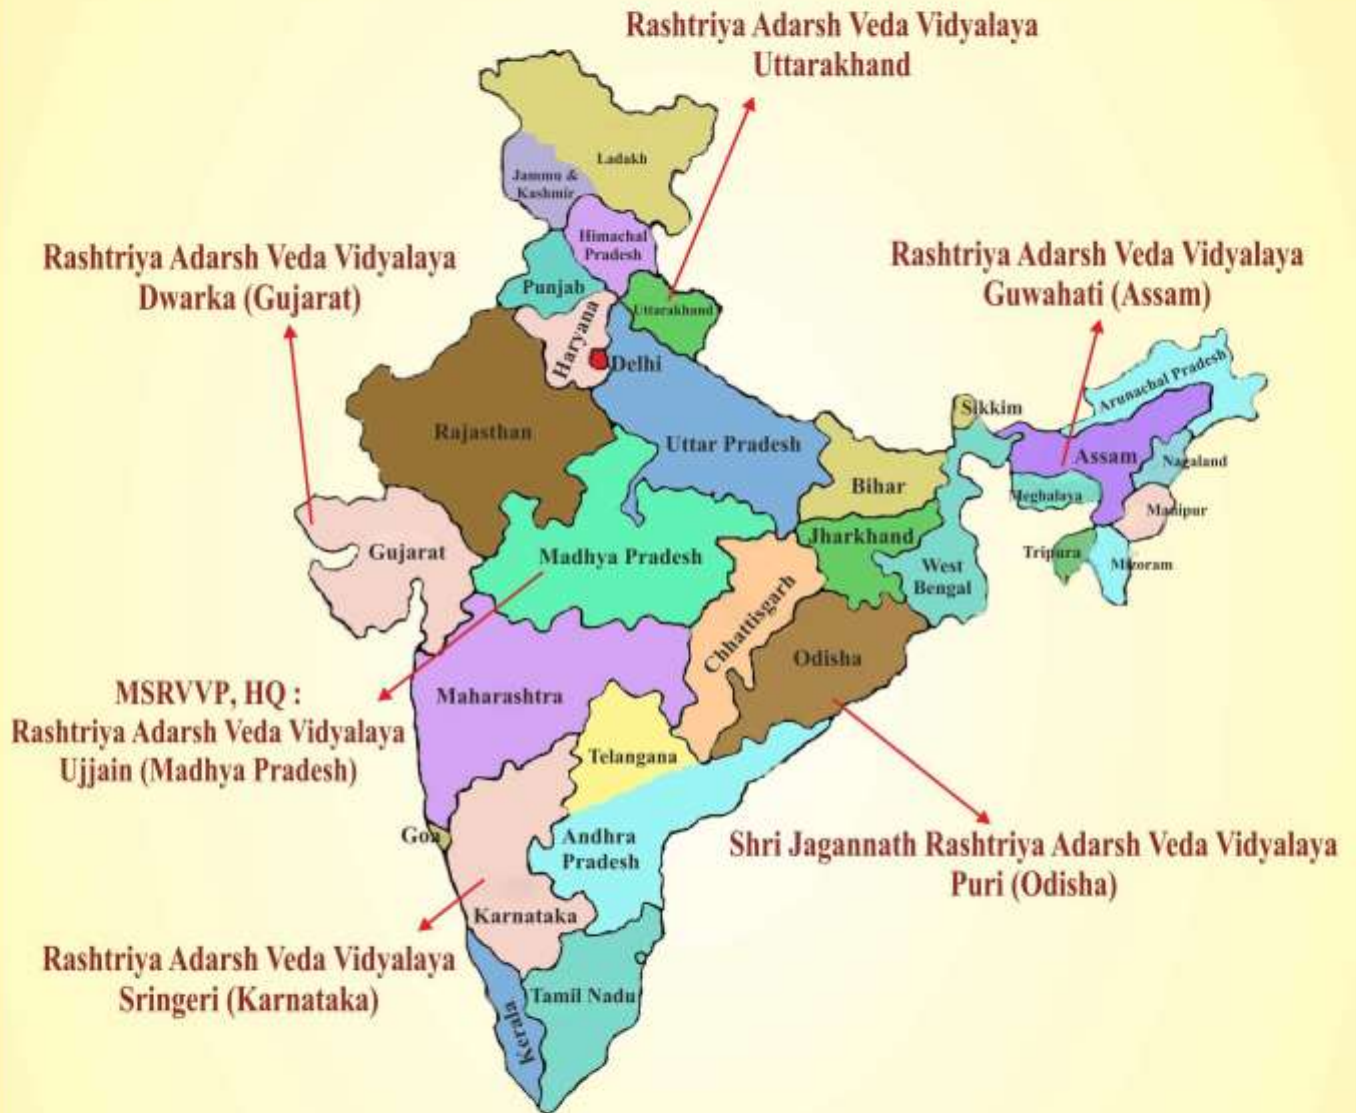 Rashtriya Adarsh Veda Vidyalaya
Uttarakhand
Ladakh
Jammu &
Kashmir
Himachal
Pradesh
Rashtriya Adarsh Veda Vidyalaya
Dwarka (Gujarat)
Rashtriya Adarsh Veda Vidyalaya
Guwahati (Assam)
Punjab
Uttarakhand
Haryana
Delhi
Arunachal Pradesh
Sikkim
Rajasthan
Uttar Pradesh
Assam
Nagaland
Bihar
Meghalaya
Manipur
Jharkhand
Gujarat
Madhya Pradesh
Tripura
Mizoram
West
Bengal
Chhattisgarh
Odisha
Maharashtra
MSRVVP, HQ :
Rashtriya Adarsh Veda Vidyalaya
Ujjain (Madhya Pradesh)
Telangana
Goa
Andhra
Pradesh
Shri Jagannath Rashtriya Adarsh Veda Vidyalaya
Puri (Odisha)
Karnataka
Rashtriya Adarsh Veda Vidyalaya
Sringeri (Karnataka)
Tamil Nadu
Kerala